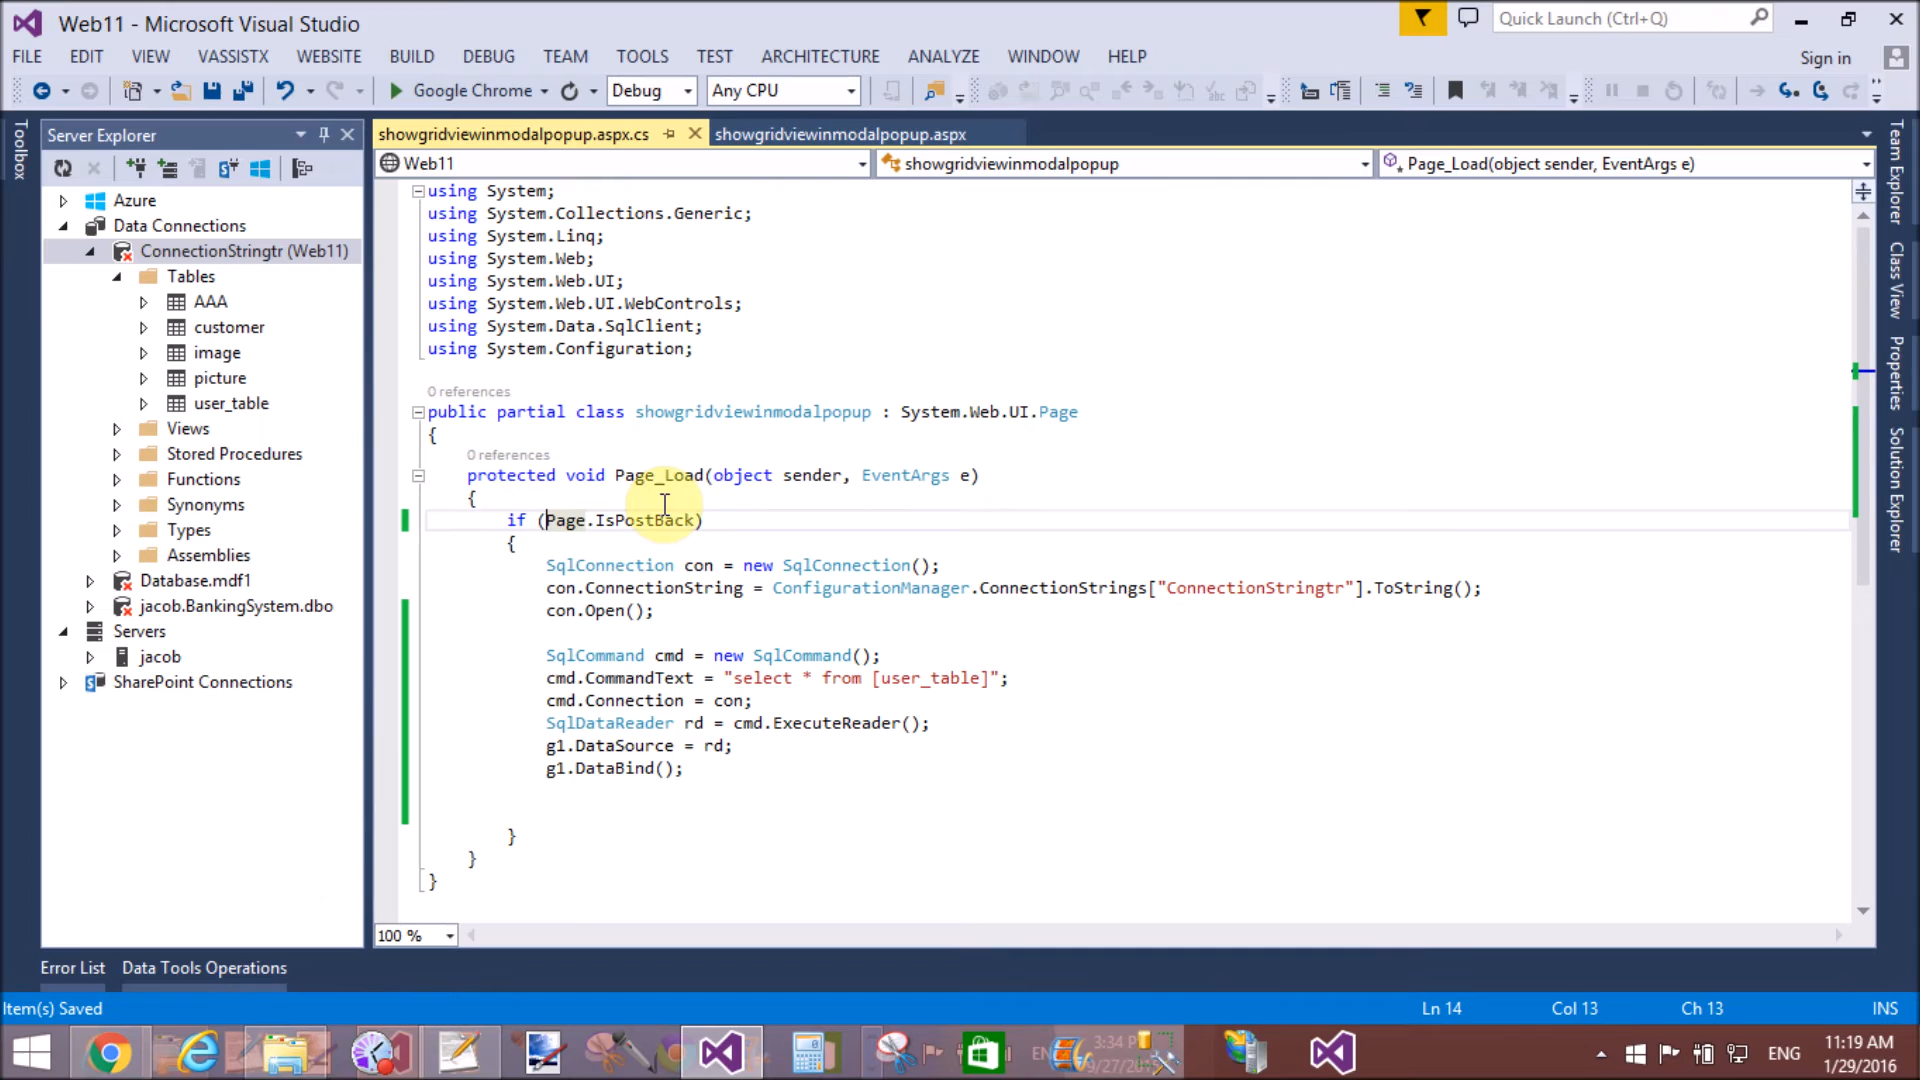 Web11 - Microsoft Visual Studio
Quick Launch (Ctrl+Q)
FILE EDIT VIEW VASSISTX WEBSITE BUILD DEBUG TEAM TOOLS TEST ARCHITECTURE ANALYZE WINDOW HELP
Sign in
Google Chrome
Debug
Any CPU
Toolbox
Server Explorer
Azure
Data Connections
ConnectionStringtr (Web11)
Tables
AAA
customer
image
picture
user_table
Views
Stored Procedures
Functions
Synonyms
Types
Assemblies
Database.mdf1
jacob.BankingSystem.dbo
Servers
jacob
SharePoint Connections
showgridviewinmodalpopup.aspx.cs
showgridviewinmodalpopup.aspx
Web11
showgridviewinmodalpopup
Page_Load(object sender, EventArgs e)
using System;
using System.Collections.Generic;
using System.Linq;
using System.Web;
using System.Web.UI;
using System.Web.UI.WebControls;
using System.Data.SqlClient;
using System.Configuration;
0 references
public partial class showgridviewinmodalpopup : System.Web.UI.Page
{
0 references
protected void Page_Load(object sender, EventArgs e)
{
if (Page.IsPostBack)
{
SqlConnection con = new SqlConnection();
con.ConnectionString = ConfigurationManager.ConnectionStrings["ConnectionStringtr"].ToString();
con.Open();
SqlCommand cmd = new SqlCommand();
cmd.CommandText = "select * from [user_table]";
cmd.Connection = con;
SqlDataReader rd = cmd.ExecuteReader();
g1.DataSource = rd;
g1.DataBind();
}
}
}
100 %
Team Explorer
Class View
Properties
Solution Explorer
Error List
Data Tools Operations
Item(s) Saved
Ln 14
Col 13
Ch 13
INS
3:34 PM
ENG
11:19 AM
1/29/2016